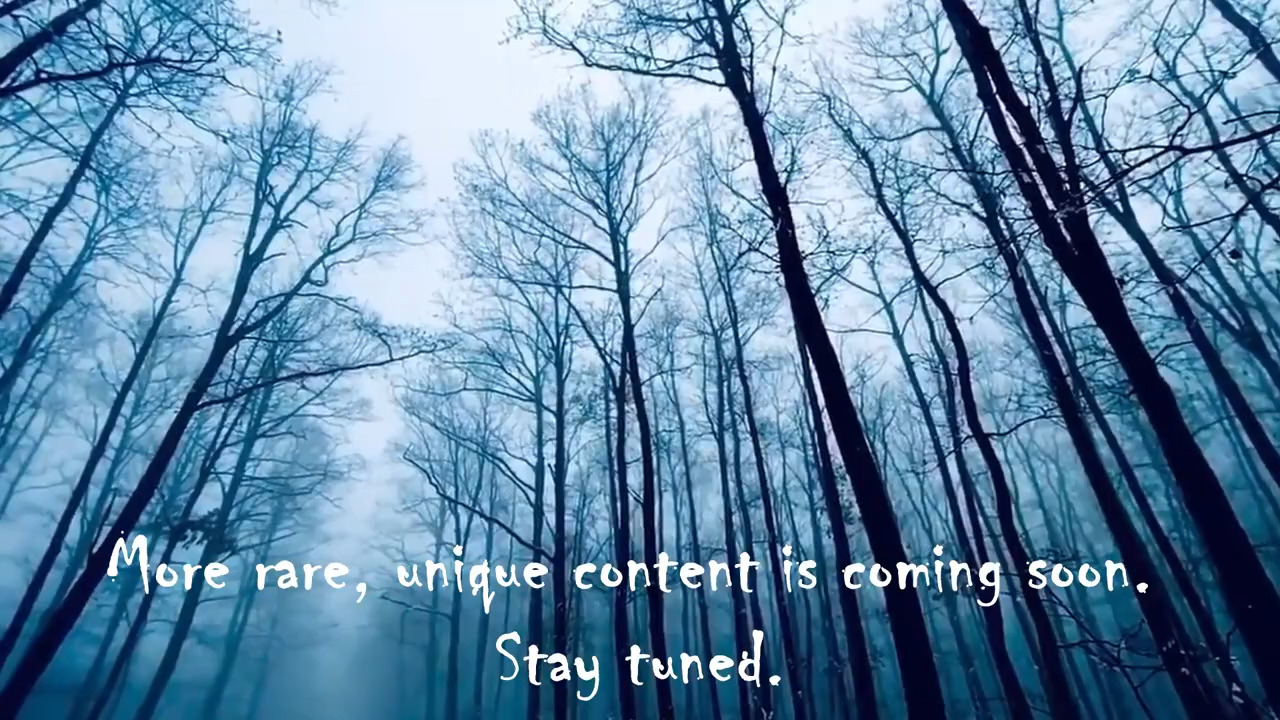 More rare, unique content is coming soon.
Stay tuned.